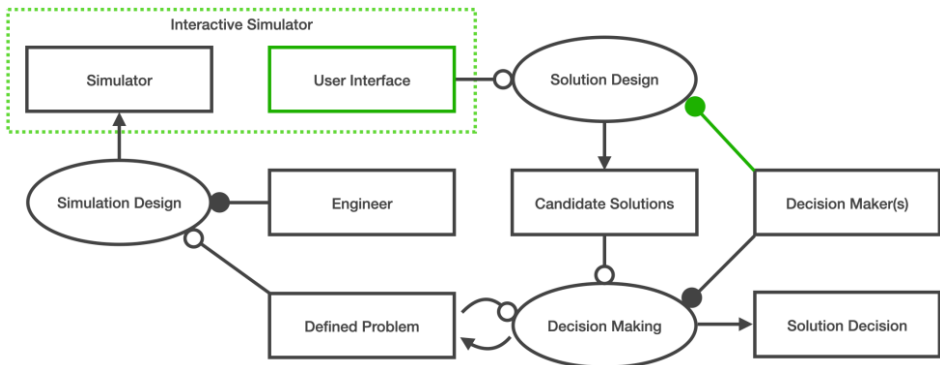 Interactive Simulator
Simulator
User Interface
Solution Design
Simulation Design
Engineer
Candidate Solutions
Decision Maker(s)
Defined Problem
Decision Making
Solution Decision